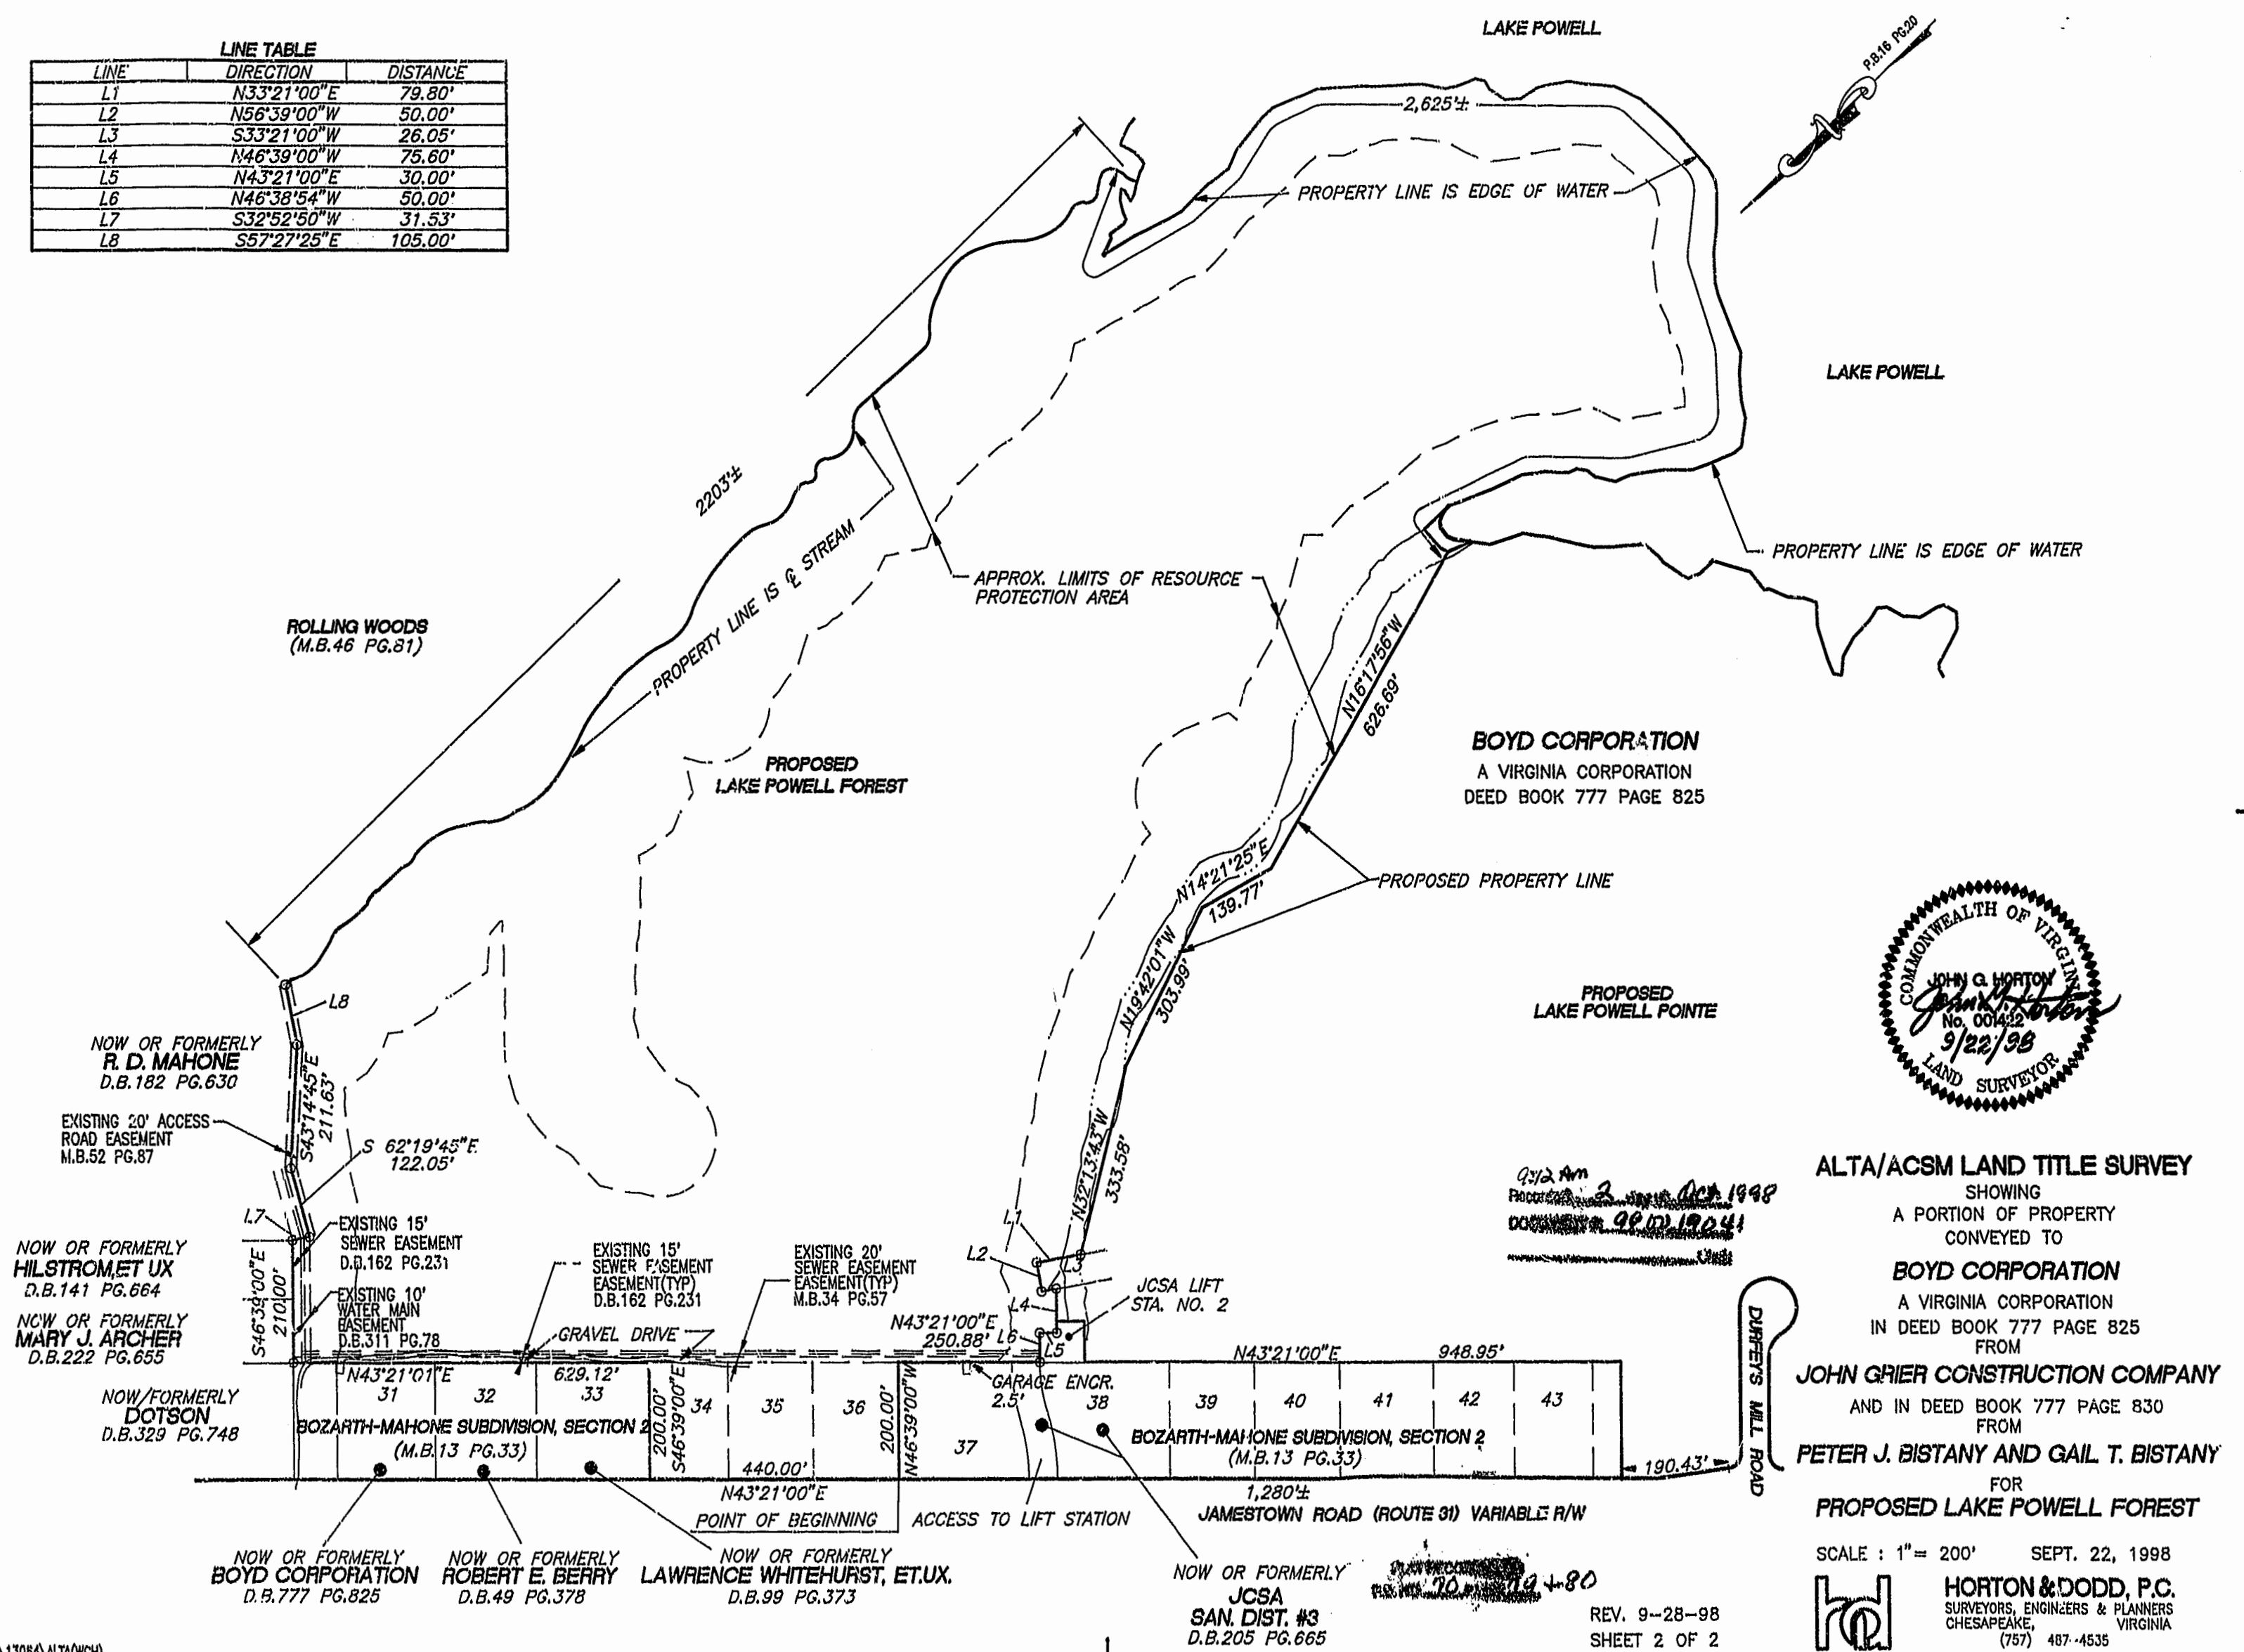 LAKE POWELL
P.B.16 PG.20
LINE TABLE
LINE DIRECTION DISTANCE
L1 N33°21'00"E 79.80'
L2 N56°39'00"W 50.00'
L3 S33°21'00"W 26.05'
L4 N46°39'00"W 75.60'
L5 N43°21'00"E 30.00'
L6 N46°38'54"W 50.00'
L7 S32°52'50"W 31.53'
L8 S57°27'25"E 105.00'
2,625'±
PROPERTY LINE IS EDGE OF WATER
LAKE POWELL
2203'±
PROPERTY LINE IS ℄ STREAM
PROPERTY LINE IS EDGE OF WATER
APPROX. LIMITS OF RESOURCE
PROTECTION AREA
ROLLING WOODS
(M.B.46 PG.81)
N16°17'56"W
626.69'
BOYD CORPORATION
A VIRGINIA CORPORATION
DEED BOOK 777 PAGE 825
PROPOSED
LAKE POWELL FOREST
N14°21'25"E
139.77'
PROPOSED PROPERTY LINE
N19°42'01"W
303.99'
PROPOSED
LAKE POWELL POINTE
COMMONWEALTH OF VIRGINIA
JOHN G. HORTON
John G. Horton
No. 001422
9/22/98
LAND SURVEYOR
L8
NOW OR FORMERLY
R. D. MAHONE
D.B.182 PG.630
S43°14'45"E
211.63'
EXISTING 20' ACCESS
ROAD EASEMENT
M.B.52 PG.87
S 62°19'45"E
122.05'
N32°13'43"W
333.58'
9:12 AM
2 Oct 1998
L7
EXISTING 15'
SEWER EASEMENT
D.B.162 PG.231
S46°39'00"E
210.00'
NOW OR FORMERLY
HILSTROM,ET UX
D.B.141 PG.664
NOW OR FORMERLY
MARY J. ARCHER
D.B.222 PG.655
EXISTING 10'
WATER MAIN
EASEMENT
D.B.311 PG.78
EXISTING 15'
SEWER EASEMENT
EASEMENT(TYP)
D.B.162 PG.231
EXISTING 20'
SEWER EASEMENT
EASEMENT(TYP)
M.B.34 PG.57
GRAVEL DRIVE
L1
L2
L3
L4
L5
L6
JCSA LIFT
STA. NO. 2
N43°21'00"E
250.88'
N43°21'00"E 948.95'
GARAGE ENCR.
2.5'
N43°21'01"E 629.12'
31 32 33 34 35 36 37 38 39 40 41 42 43
NOW/FORMERLY
DOTSON
D.B.329 PG.748
BOZARTH-MAHONE SUBDIVISION, SECTION 2
(M.B.13 PG.33)
200.00'
S46°39'00"E
200.00'
N46°39'00"W
BOZARTH-MAHONE SUBDIVISION, SECTION 2
(M.B.13 PG.33)
440.00'
N43°21'00"E
190.43'
1,280'±
DURFEYS MILL ROAD
POINT OF BEGINNING
ACCESS TO LIFT STATION
JAMESTOWN ROAD (ROUTE 31) VARIABLE R/W
NOW OR FORMERLY
BOYD CORPORATION
D.B.777 PG.825
NOW OR FORMERLY
ROBERT E. BERRY
D.B.49 PG.378
NOW OR FORMERLY
LAWRENCE WHITEHURST, ET.UX.
D.B.99 PG.373
NOW OR FORMERLY
JCSA
SAN. DIST. #3
D.B.205 PG.665
70 79+80
ALTA/ACSM LAND TITLE SURVEY
SHOWING
A PORTION OF PROPERTY
CONVEYED TO
BOYD CORPORATION
A VIRGINIA CORPORATION
IN DEED BOOK 777 PAGE 825
FROM
JOHN GRIER CONSTRUCTION COMPANY
AND IN DEED BOOK 777 PAGE 830
FROM
PETER J. BISTANY AND GAIL T. BISTANY
FOR
PROPOSED LAKE POWELL FOREST
SCALE : 1"= 200' SEPT. 22, 1998
HORTON & DODD, P.C.
SURVEYORS, ENGINEERS & PLANNERS
CHESAPEAKE, VIRGINIA
(757) 487-4535
REV. 9-28-98
SHEET 2 OF 2